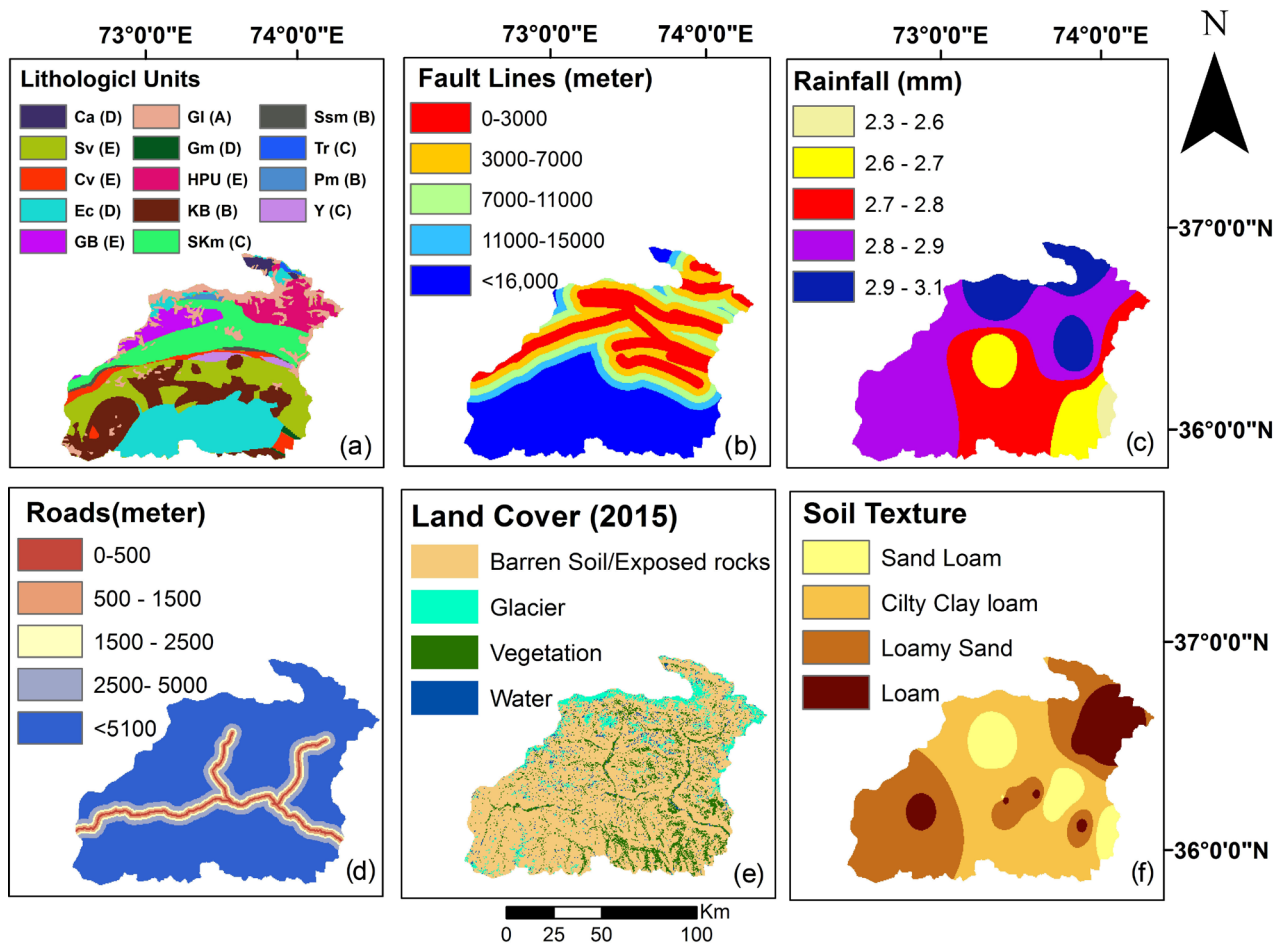 73°0'0"E 74°0'0"E 73°0'0"E 74°0'0"E 73°0'0"E 74°0'0"E N
Lithologicl Units
Ca (D) Gl (A) Ssm (B)
Sv (E) Gm (D) Tr (C)
Cv (E) HPU (E) Pm (B)
Ec (D) KB (B) Y (C)
GB (E) SKm (C)
(a)
Fault Lines (meter)
0-3000
3000-7000
7000-11000
11000-15000
<16,000
(b)
Rainfall (mm)
2.3 - 2.6
2.6 - 2.7
2.7 - 2.8
2.8 - 2.9
2.9 - 3.1
(c)
37°0'0"N
36°0'0"N
Roads(meter)
0-500
500 - 1500
1500 - 2500
2500- 5000
<5100
(d)
Land Cover (2015)
Barren Soil/Exposed rocks
Glacier
Vegetation
Water
(e)
Soil Texture
Sand Loam
Cilty Clay loam
Loamy Sand
Loam
(f)
37°0'0"N
36°0'0"N
Km
0 25 50 100